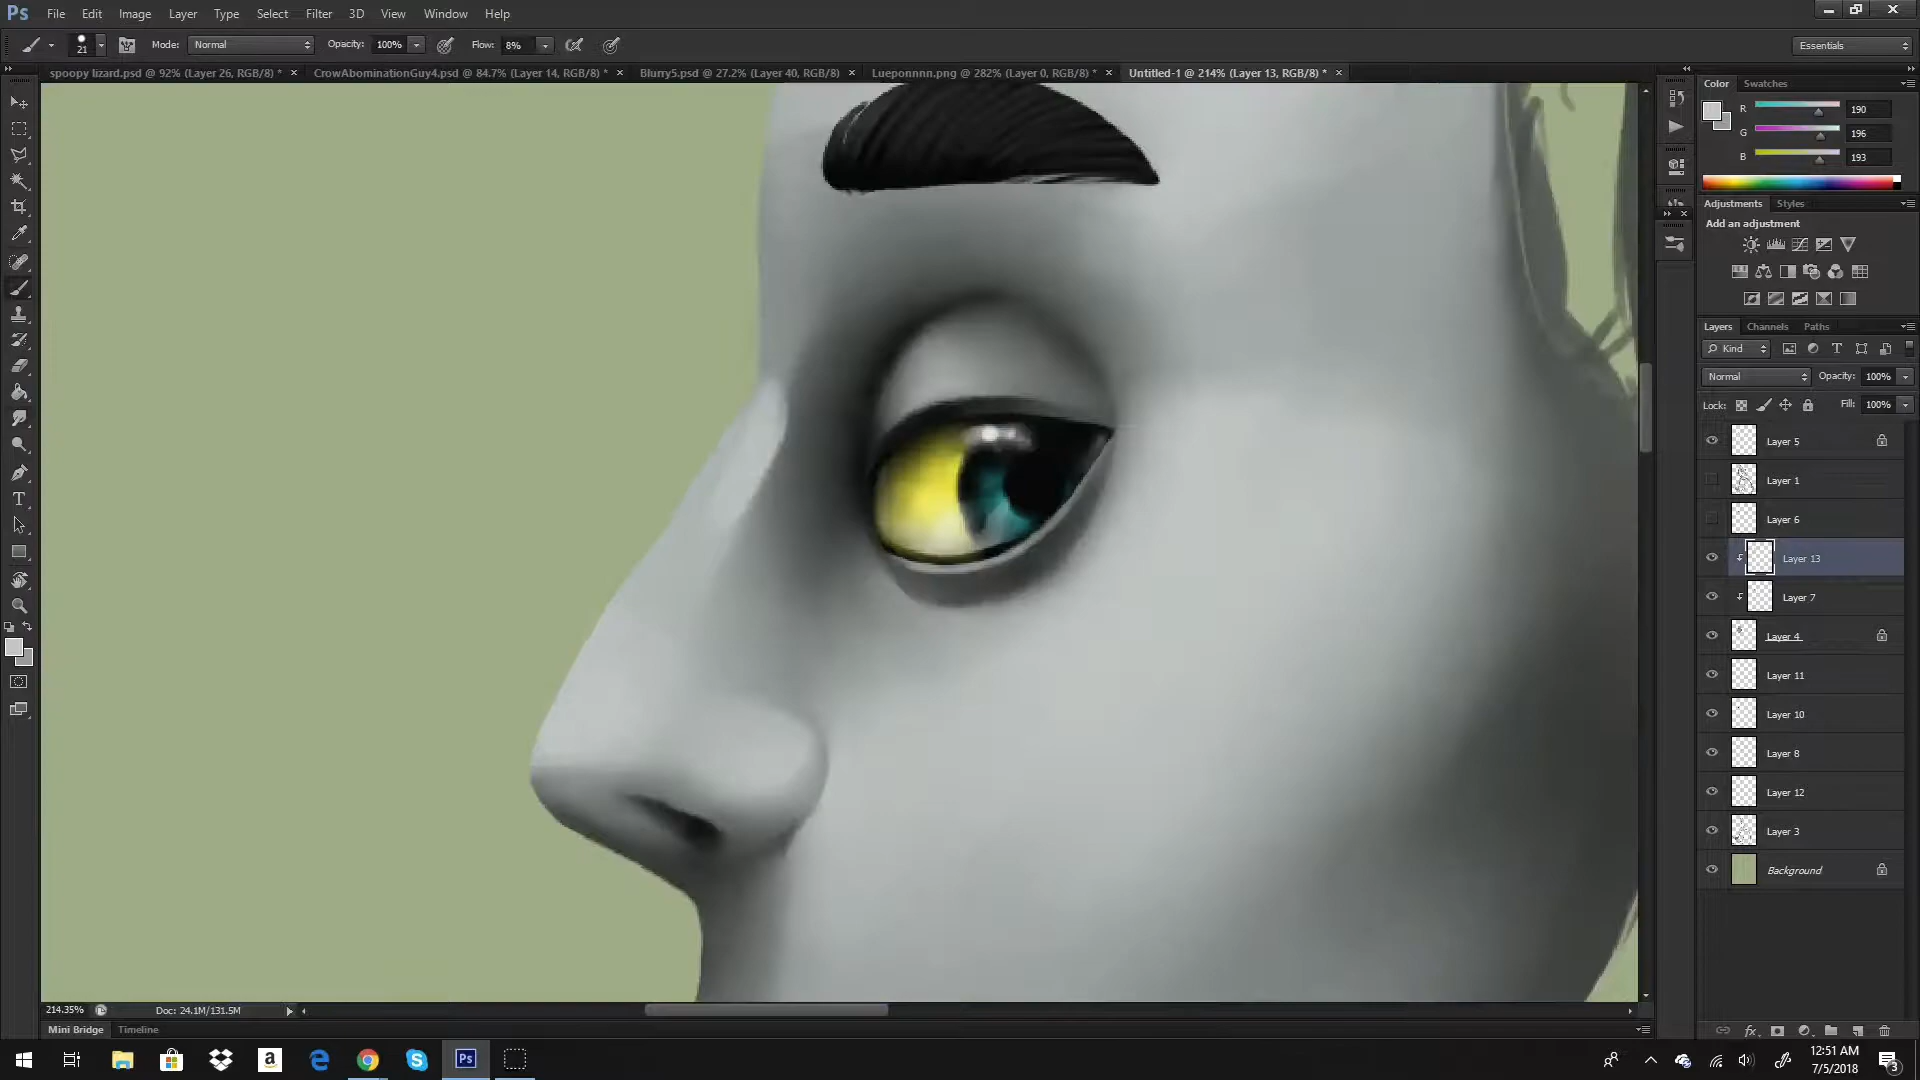 Ps File Edit Image Layer Type Select Filter 3D View Window Help
21 Mode: Normal Opacity: 100% Flow: 8% Essentials
spoopy lizard.psd @ 92% (Layer 26, RGB/8) * × CrowAbominationGuy4.psd @ 84.7% (Layer 14, RGB/8) * × Blurry5.psd @ 27.2% (Layer 40, RGB/8) × Lueponnnn.png @ 282% (Layer 0, RGB/8) * × Untitled-1 @ 214% (Layer 13, RGB/8) * ×
Color Swatches
R 190
G 196
B 193
Adjustments Styles
Add an adjustment
Layers Channels Paths
Kind
Normal Opacity: 100%
Lock: Fill: 100%
Layer 5
Layer 1
Layer 6
Layer 13
Layer 7
Layer 4
Layer 11
Layer 10
Layer 8
Layer 12
Layer 3
Background
214.35% Doc: 24.1M/131.5M
Mini Bridge Timeline
fx
Ps
12:51 AM
7/5/2018
3